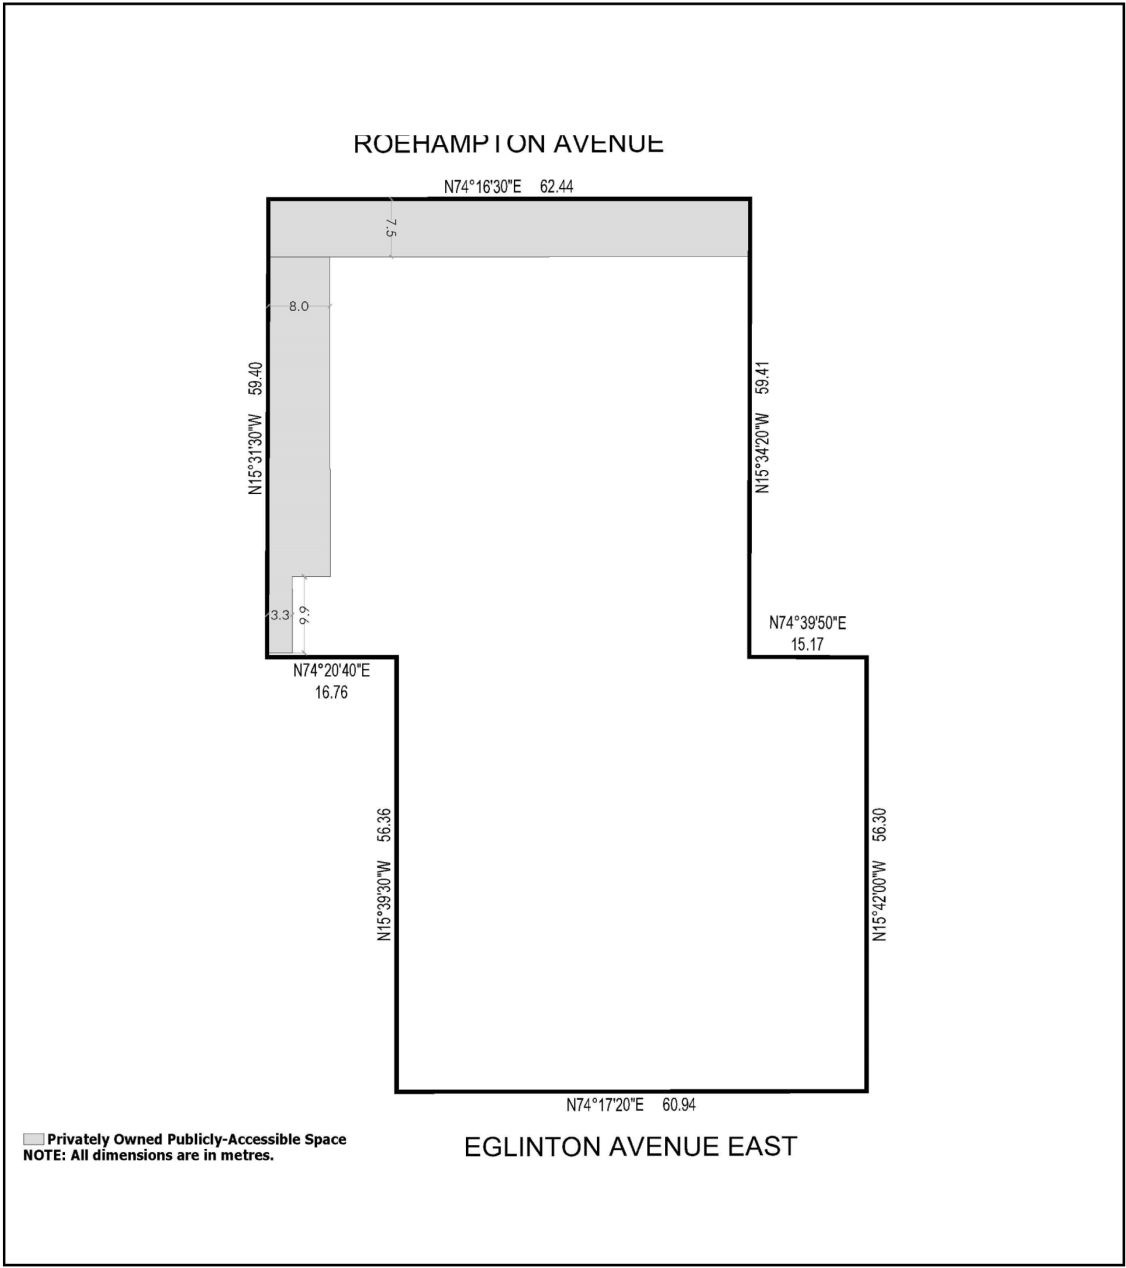 ROEHAMPTON AVENUE
N74°16'30"E 62.44
7.5
8.0
N15°31'30"W 59.40
N15°34'20"W 59.41
3.3
9.9
N74°39'50"E
15.17
N74°20'40"E
16.76
N15°39'30"W 56.36
N15°42'00"W 56.30
N74°17'20"E 60.94
EGLINTON AVENUE EAST
Privately Owned Publicly-Accessible Space
NOTE: All dimensions are in metres.